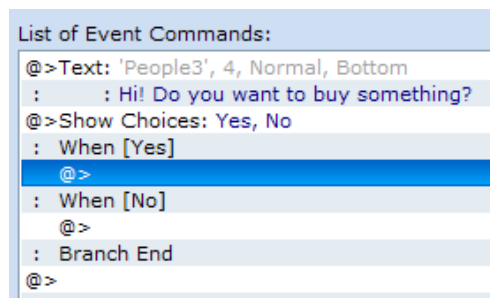 List of Event Commands:
@>Text: 'People3', 4, Normal, Bottom
: : Hi! Do you want to buy something?
@>Show Choices: Yes, No
: When [Yes]
@>
: When [No]
@>
: Branch End
@>